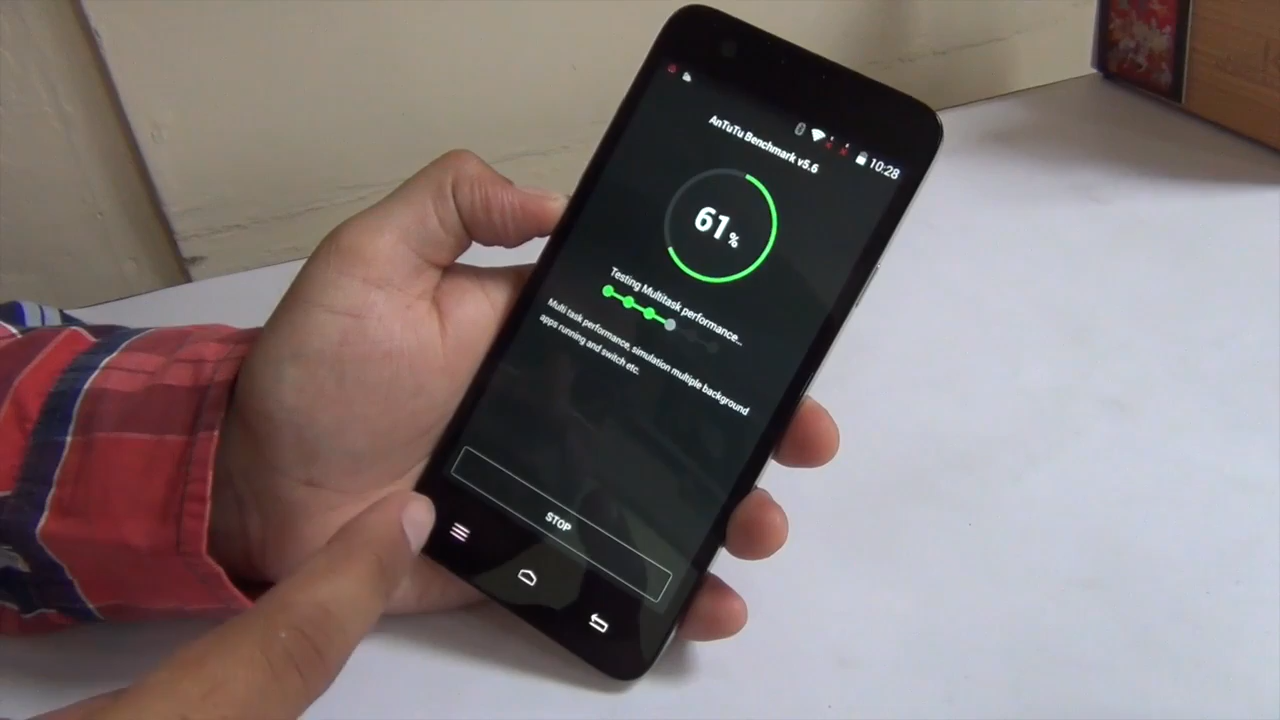 10:28
AnTuTu Benchmark v5.6
61%
Testing Multitask performance...
Multi task performance, simulation multiple background
apps running and switch etc.
STOP